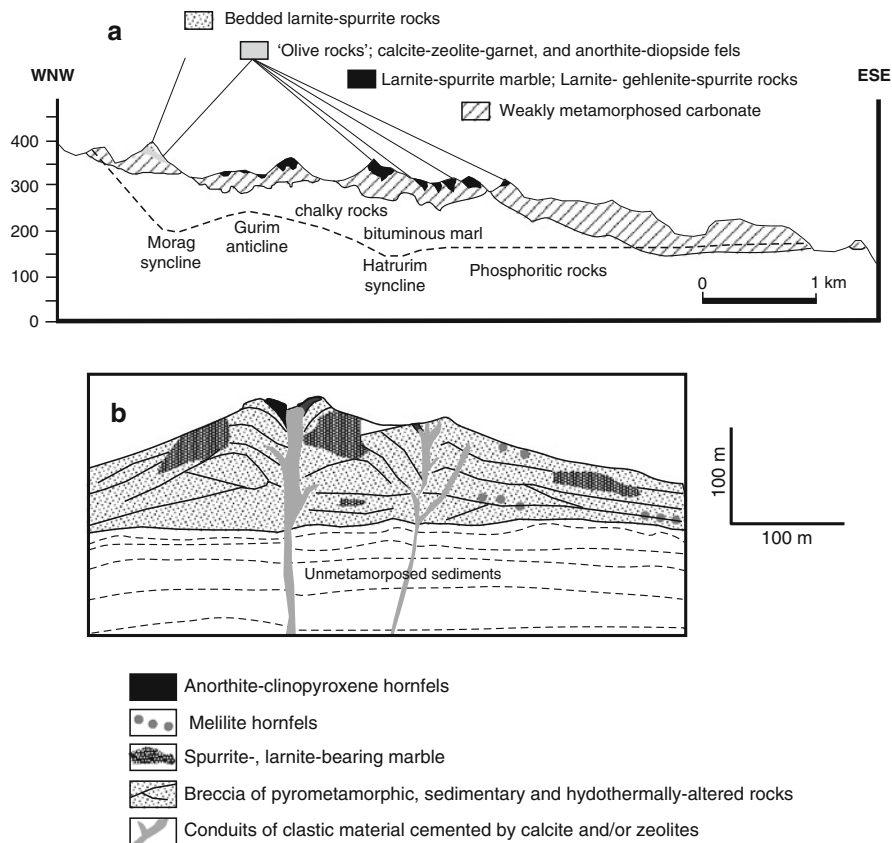 Bedded larnite-spurrite rocks
a
'Olive rocks'; calcite-zeolite-garnet, and anorthite-diopside fels
WNW
ESE
Larnite-spurrite marble; Larnite- gehlenite-spurrite rocks
Weakly metamorphosed carbonate
400
300
200
100
0
chalky rocks
Gurim
anticline
bituminous marl
Morag
syncline
Hatrurim
syncline
Phosphoritic rocks
0 1 km
b
100 m
100 m
Unmetamorposed sediments
Anorthite-clinopyroxene hornfels
Melilite hornfels
Spurrite-, larnite-bearing marble
Breccia of pyrometamorphic, sedimentary and hydothermally-altered rocks
Conduits of clastic material cemented by calcite and/or zeolites